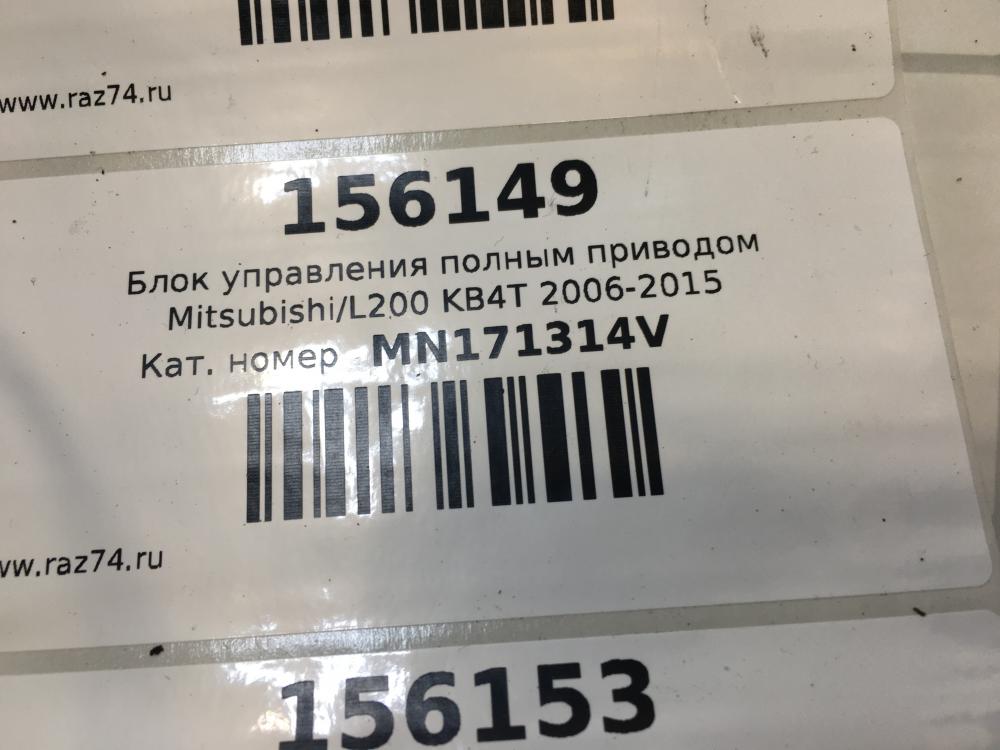 www.raz74.ru
156149
Блок управления полным приводом
Mitsubishi/L200 KB4T 2006-2015
Кат. номер MN171314V
ww.raz74.ru
156153